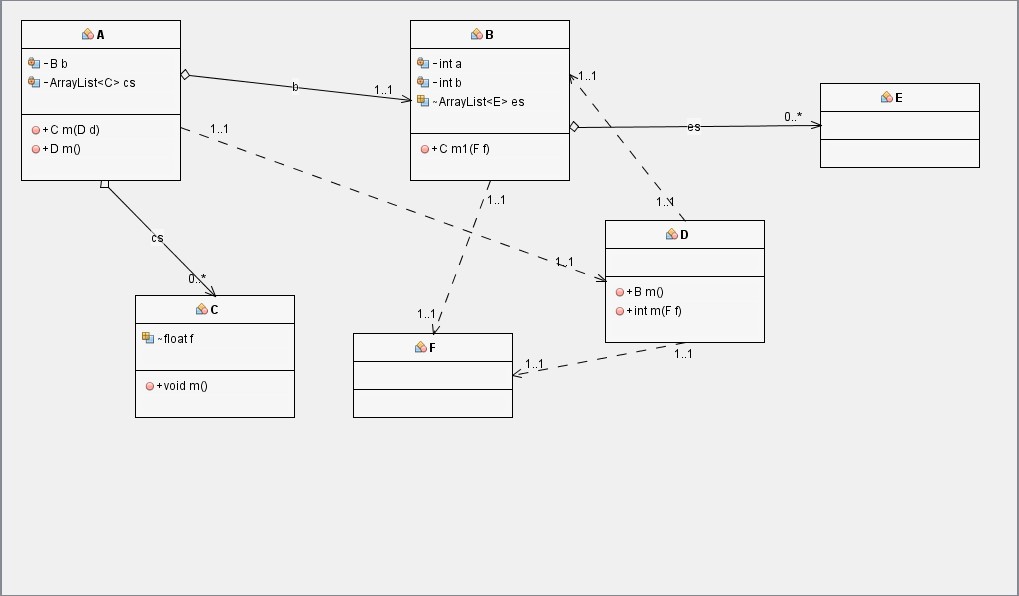 A
-B b
-ArrayList<C> cs
+C m(D d)
+D m()
B
-int a
-int b
~ArrayList<E> es
+C m1(F f)
E
b
1..1
1..1
es
0..*
1..1
1..1
1..1
1..1
cs
0..*
D
+B m()
+int m(F f)
C
~float f
+void m()
1..1
F
1..1
1..1